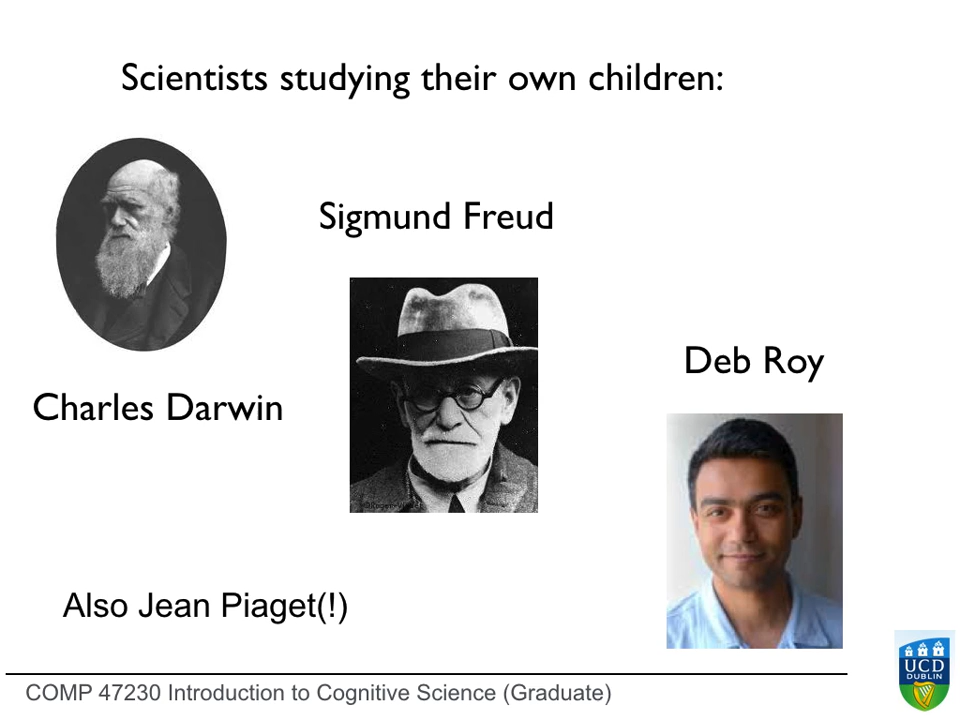 Scientists studying their own children:
Sigmund Freud
Deb Roy
Charles Darwin
Also Jean Piaget(!)
COMP 47230 Introduction to Cognitive Science (Graduate)
UCD
DUBLIN